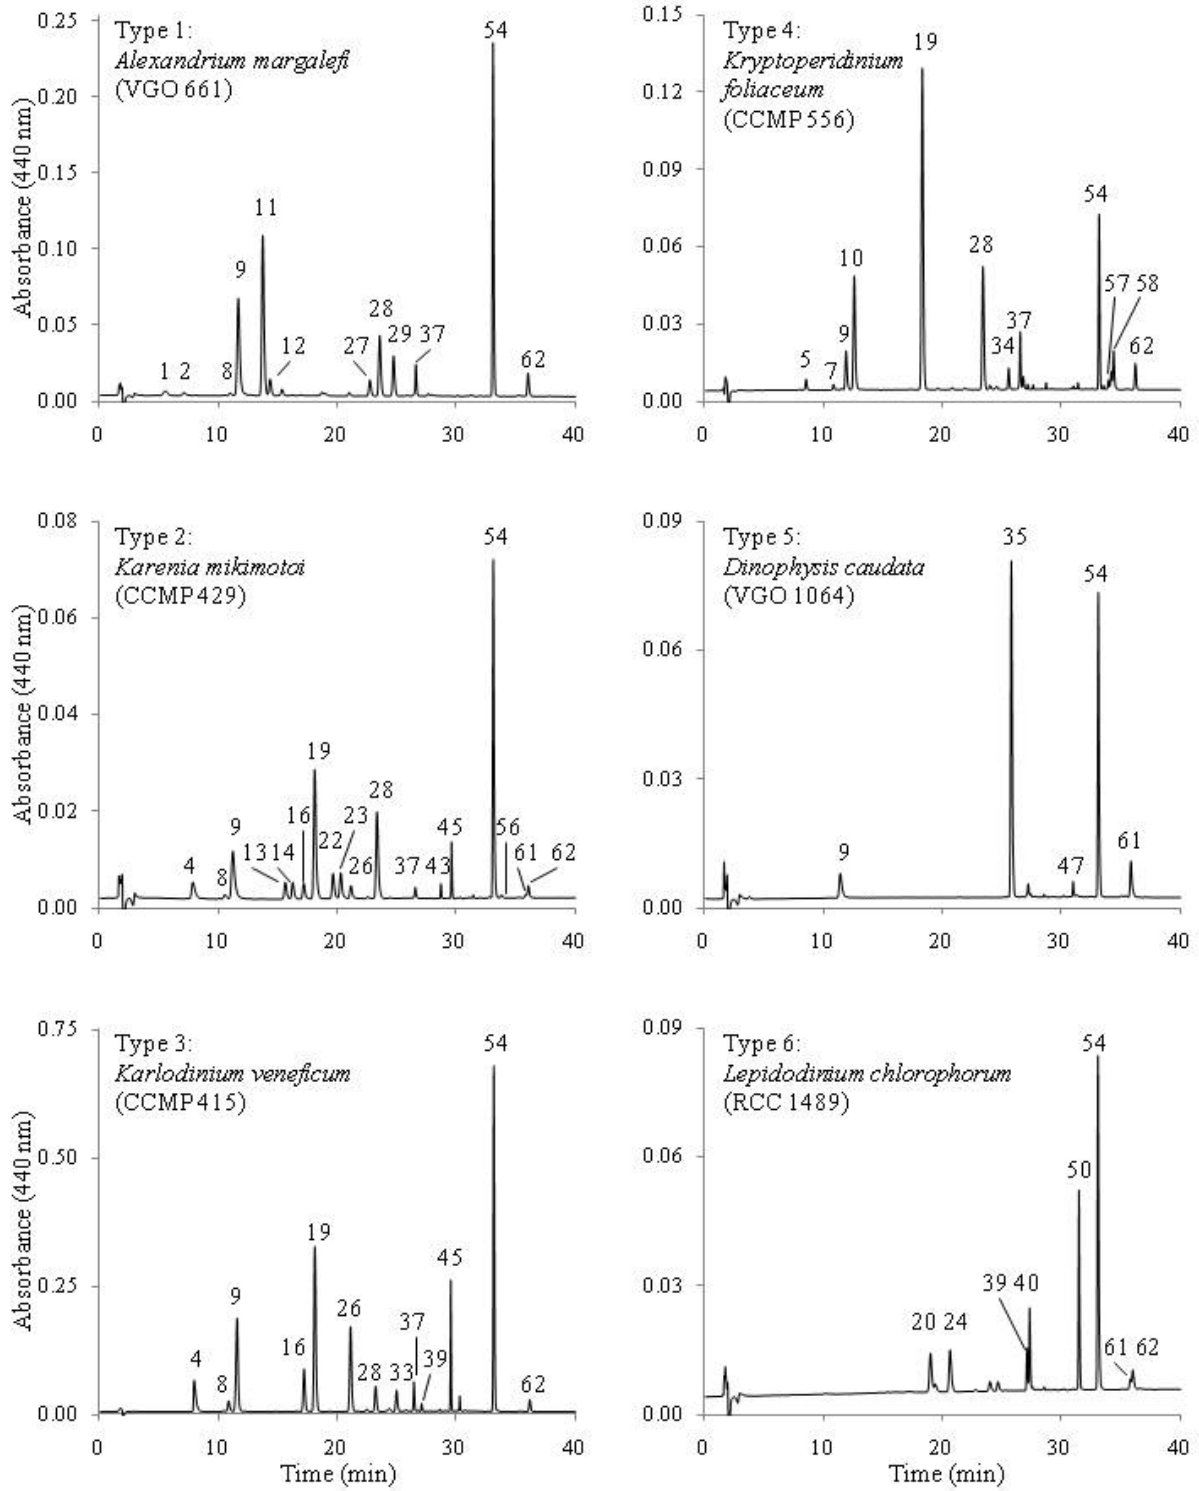 Type 1:
Alexandrium margalefi
(VGO 661)
Absorbance (440 nm)
0.25
0.20
0.15
0.10
0.05
0.00
0 10 20 30 40
1 2 8 9 11 12 27 28 29 37 54 62
Type 4:
Kryptoperidinium
foliaceum
(CCMP 556)
0.15
0.12
0.09
0.06
0.03
0.00
0 10 20 30 40
5 7 9 10 19 28 34 37 54 57 58 62
Type 2:
Karenia mikimotoi
(CCMP 429)
Absorbance (440 nm)
0.08
0.06
0.04
0.02
0.00
0 10 20 30 40
4 8 9 13 14 16 19 22 23 26 28 37 43 45 54 56 61 62
Type 5:
Dinophysis caudata
(VGO 1064)
0.09
0.06
0.03
0.00
0 10 20 30 40
9 35 47 54 61
Type 3:
Karlodinium veneficum
(CCMP 415)
Absorbance (440 nm)
0.75
0.50
0.25
0.00
0 10 20 30 40
Time (min)
4 8 9 16 19 26 28 33 37 39 45 54 62
Type 6:
Lepidodinium chlorophorum
(RCC 1489)
0.09
0.06
0.03
0.00
0 10 20 30 40
Time (min)
20 24 39 40 50 54 61 62